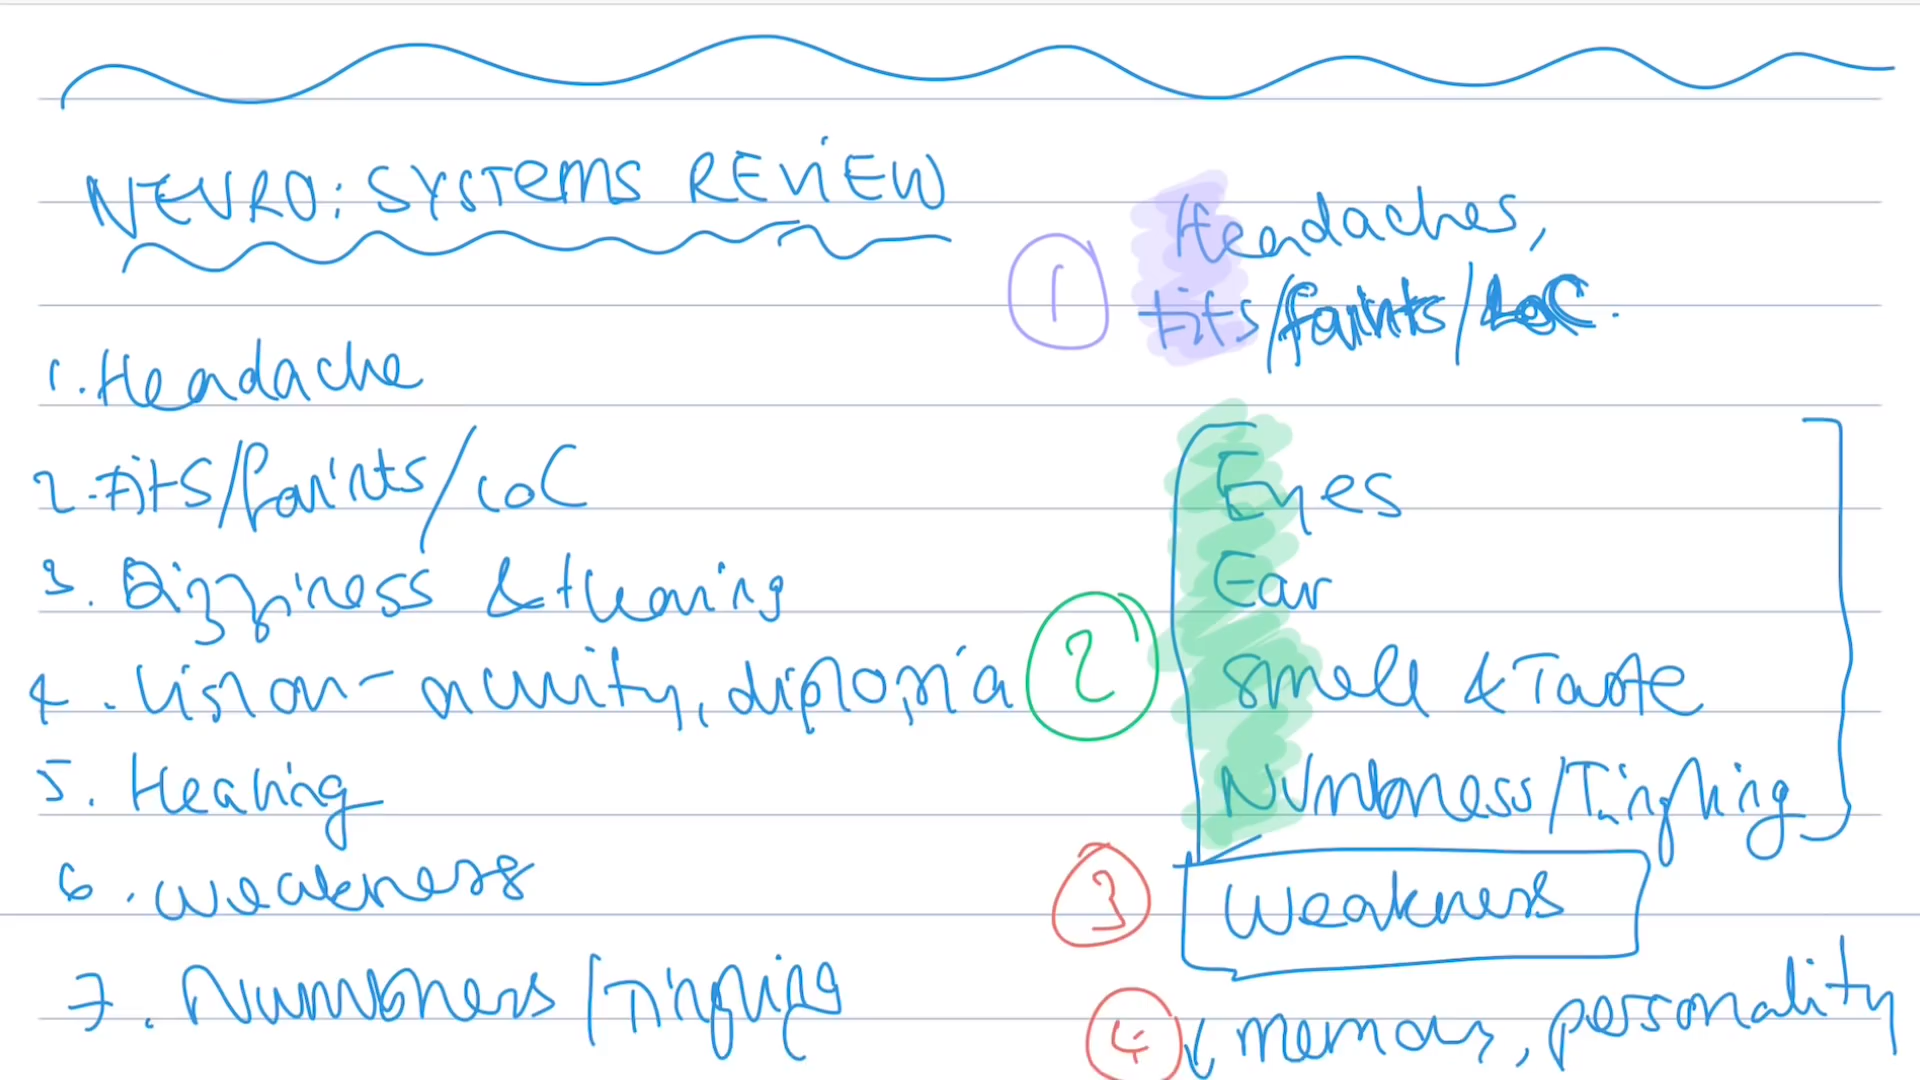 NEURO: SYSTEMS REVIEW
1. Headache
2. Fits/faints/LoC
3. Dizziness & Hearing
4. Vision - acuity, diplopia
5. Hearing
6. Weakness
7. Numbness/Tingling
1 Headaches,
fits/faints/LoC.
2
Eyes
Ear
Smell & Taste
Numbness/Tingling
3 Weakness
4 memory, personality